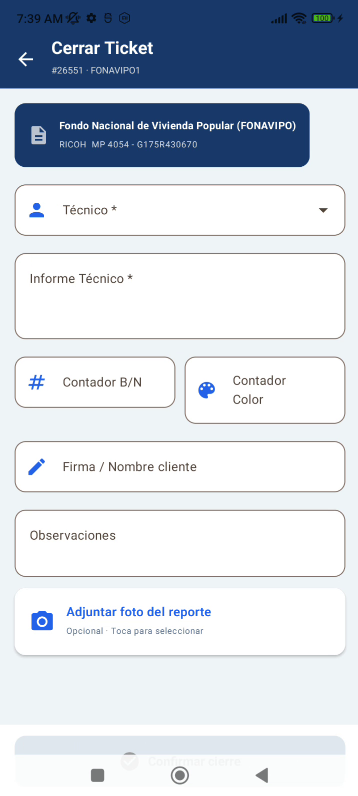 7:39 AM
100
Cerrar Ticket
#26551 · FONAVIPO1
Fondo Nacional de Vivienda Popular (FONAVIPO)
RICOH MP 4054 - G175R430670
Técnico *
Informe Técnico *
Contador B/N
Contador
Color
Firma / Nombre cliente
Observaciones
Adjuntar foto del reporte
Opcional · Toca para seleccionar
Confirmar cierre